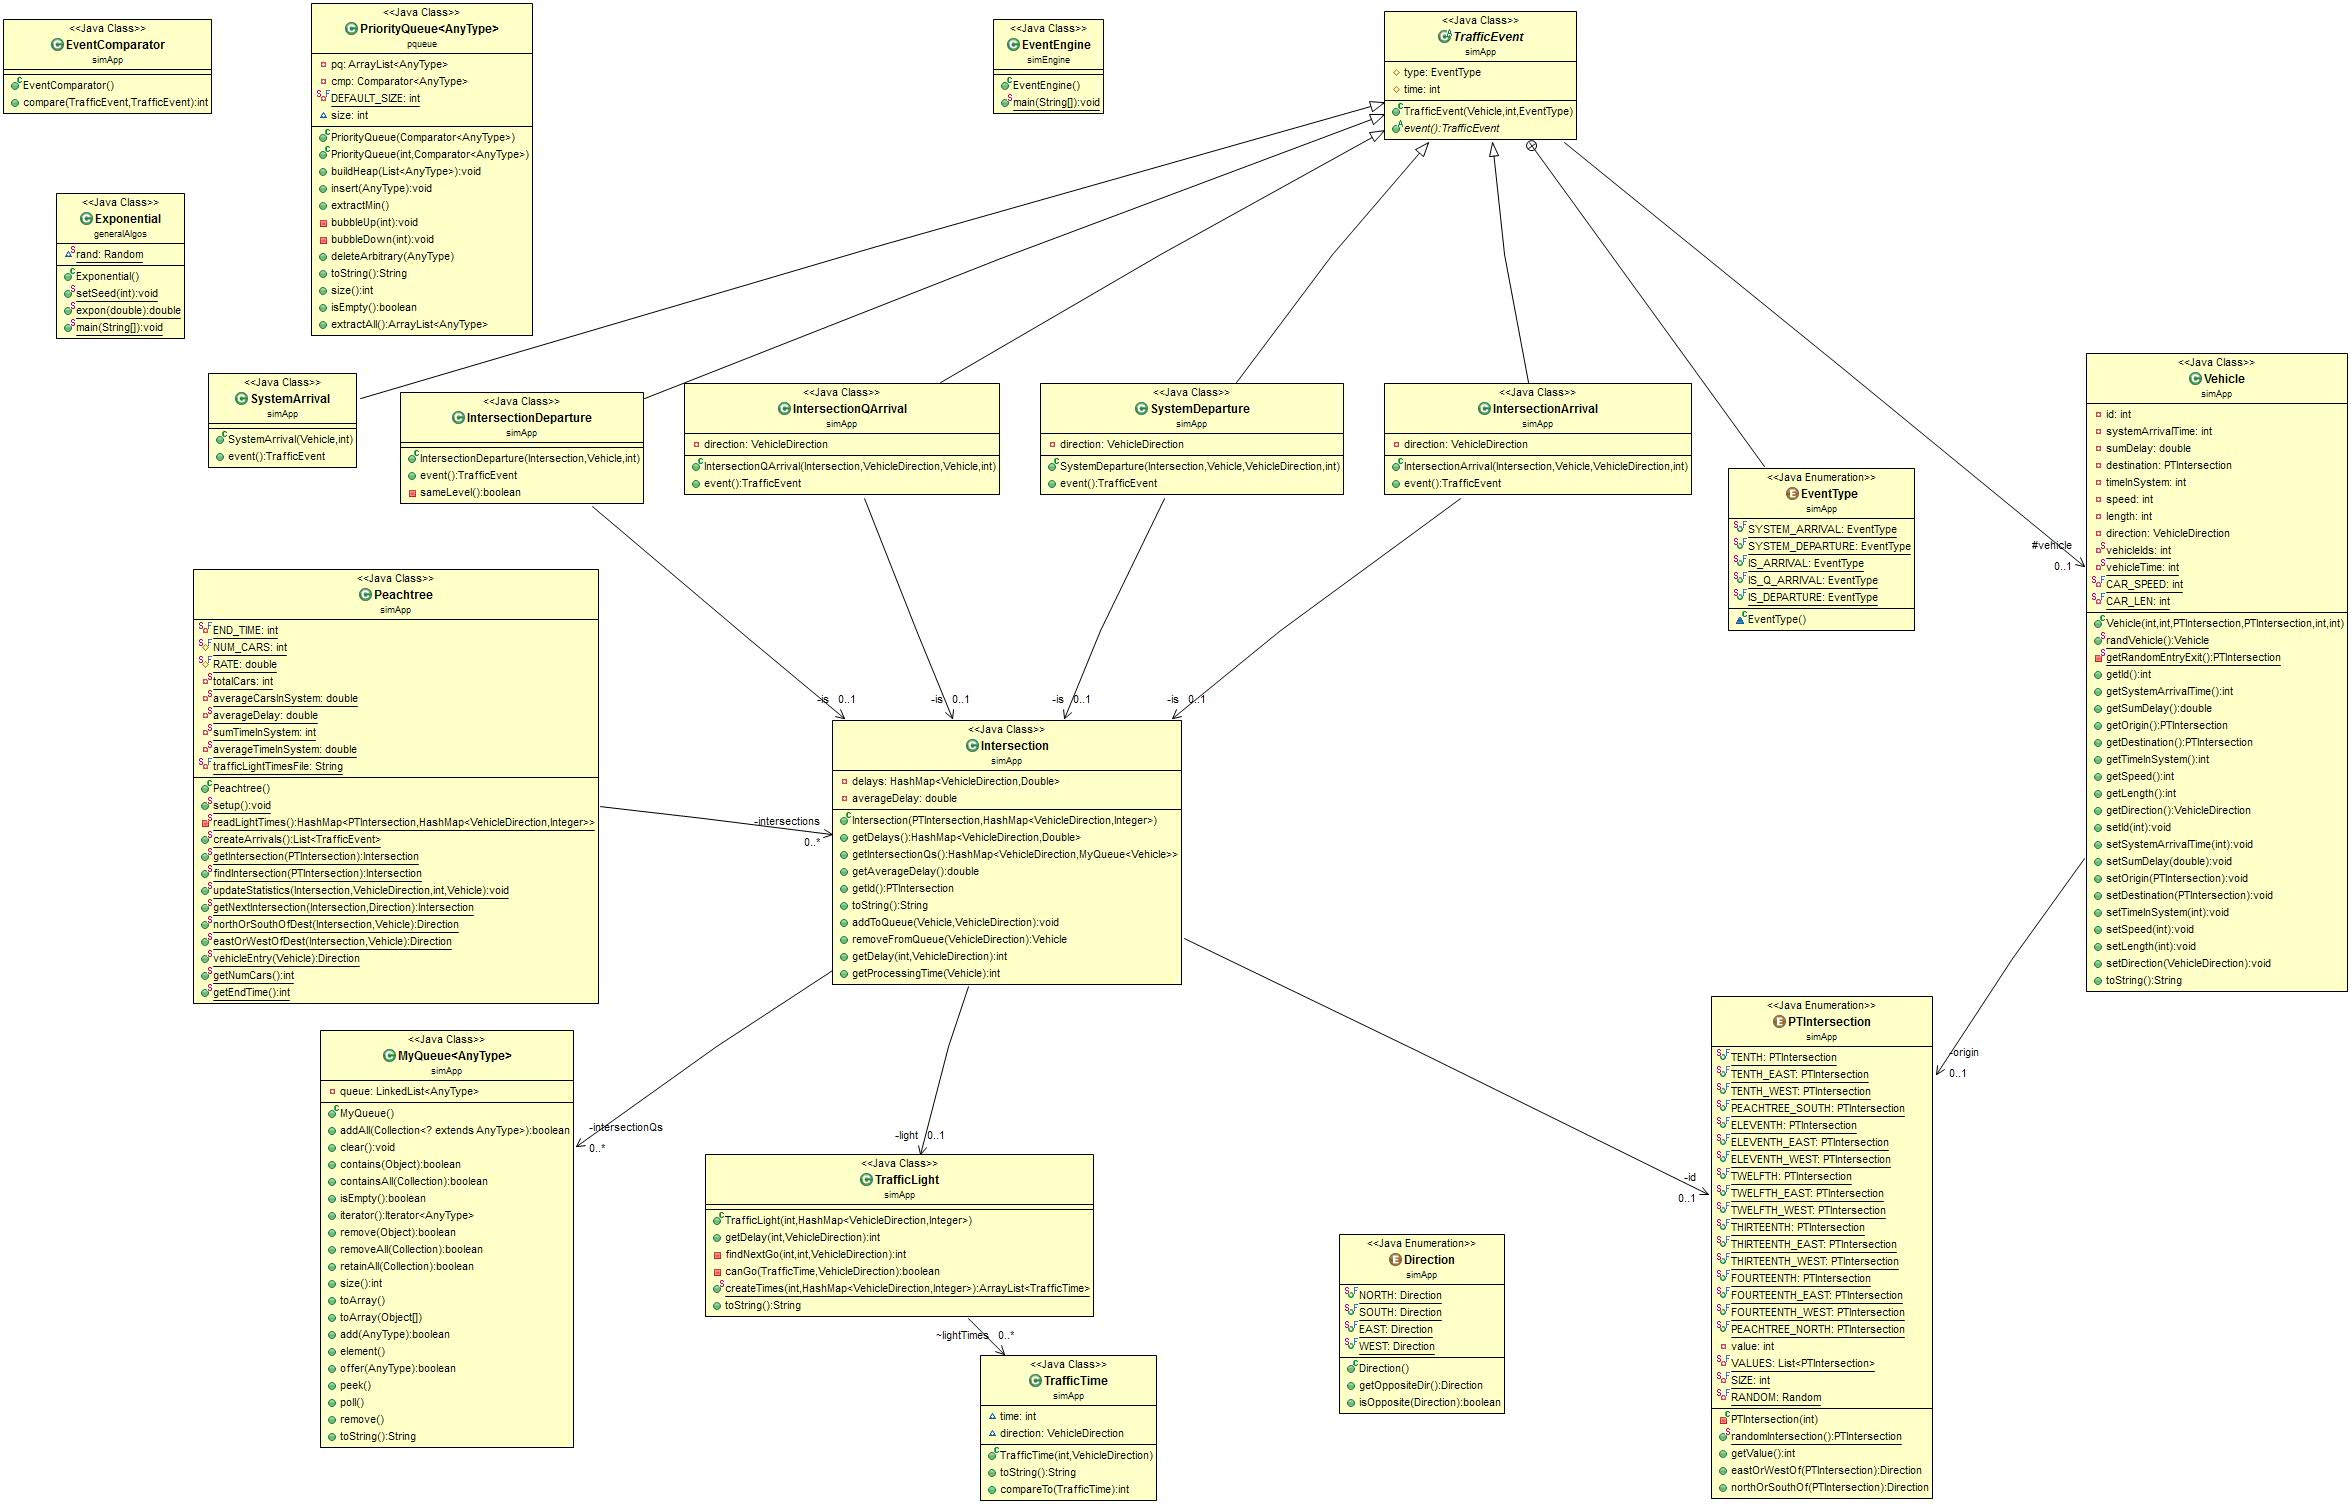 <<Java Class>>
EventComparator
simApp
EventComparator()
compare(TrafficEvent,TrafficEvent):int
<<Java Class>>
PriorityQueue<AnyType>
pqueue
pq: ArrayList<AnyType>
cmp: Comparator<AnyType>
DEFAULT_SIZE: int
size: int
PriorityQueue(Comparator<AnyType>)
PriorityQueue(int,Comparator<AnyType>)
buildHeap(List<AnyType>):void
insert(AnyType):void
extractMin()
bubbleUp(int):void
bubbleDown(int):void
deleteArbitrary(AnyType)
toString():String
size():int
isEmpty():boolean
extractAll():ArrayList<AnyType>
<<Java Class>>
EventEngine
simEngine
EventEngine()
main(String[]):void
<<Java Class>>
TrafficEvent
simApp
type: EventType
time: int
TrafficEvent(Vehicle,int,EventType)
event():TrafficEvent
<<Java Class>>
Exponential
generalAlgos
rand: Random
Exponential()
setSeed(int):void
expon(double):double
main(String[]):void
<<Java Class>>
SystemArrival
simApp
SystemArrival(Vehicle,int)
event():TrafficEvent
<<Java Class>>
IntersectionDeparture
simApp
IntersectionDeparture(Intersection,Vehicle,int)
event():TrafficEvent
sameLevel():boolean
<<Java Class>>
IntersectionQArrival
simApp
direction: VehicleDirection
IntersectionQArrival(Intersection,VehicleDirection,Vehicle,int)
event():TrafficEvent
<<Java Class>>
SystemDeparture
simApp
direction: VehicleDirection
SystemDeparture(Intersection,Vehicle,VehicleDirection,int)
event():TrafficEvent
<<Java Class>>
IntersectionArrival
simApp
direction: VehicleDirection
IntersectionArrival(Intersection,Vehicle,VehicleDirection,int)
event():TrafficEvent
<<Java Enumeration>>
EventType
simApp
SYSTEM_ARRIVAL: EventType
SYSTEM_DEPARTURE: EventType
IS_ARRIVAL: EventType
IS_Q_ARRIVAL: EventType
IS_DEPARTURE: EventType
EventType()
#vehicle
0..1
<<Java Class>>
Vehicle
simApp
id: int
systemArrivalTime: int
sumDelay: double
destination: PTIntersection
timeInSystem: int
speed: int
length: int
direction: VehicleDirection
vehicleIds: int
vehicleTime: int
CAR_SPEED: int
CAR_LEN: int
Vehicle(int,int,PTIntersection,PTIntersection,int,int)
randVehicle():Vehicle
getRandomEntryExit():PTIntersection
getId():int
getSystemArrivalTime():int
getSumDelay():double
getOrigin():PTIntersection
getDestination():PTIntersection
getTimeInSystem():int
getSpeed():int
getLength():int
getDirection():VehicleDirection
setId(int):void
setSystemArrivalTime(int):void
setSumDelay(double):void
setOrigin(PTIntersection):void
setDestination(PTIntersection):void
setTimeInSystem(int):void
setSpeed(int):void
setLength(int):void
setDirection(VehicleDirection):void
toString():String
<<Java Class>>
Peachtree
simApp
END_TIME: int
NUM_CARS: int
RATE: double
totalCars: int
averageCarsInSystem: double
averageDelay: double
sumTimeInSystem: int
averageTimeInSystem: double
trafficLightTimesFile: String
Peachtree()
setup():void
readLightTimes():HashMap<PTIntersection,HashMap<VehicleDirection,Integer>>
createArrivals():List<TrafficEvent>
getIntersection(PTIntersection):Intersection
findIntersection(PTIntersection):Intersection
updateStatistics(Intersection,VehicleDirection,int,Vehicle):void
getNextIntersection(Intersection,Direction):Intersection
northOrSouthOfDest(Intersection,Vehicle):Direction
eastOrWestOfDest(Intersection,Vehicle):Direction
vehicleEntry(Vehicle):Direction
getNumCars():int
getEndTime():int
-intersections
0..*
-is 0..1
-is 0..1
-is 0..1
-is 0..1
<<Java Class>>
Intersection
simApp
delays: HashMap<VehicleDirection,Double>
averageDelay: double
Intersection(PTIntersection,HashMap<VehicleDirection,Integer>)
getDelays():HashMap<VehicleDirection,Double>
getIntersectionQs():HashMap<VehicleDirection,MyQueue<Vehicle>>
getAverageDelay():double
getId():PTIntersection
toString():String
addToQueue(Vehicle,VehicleDirection):void
removeFromQueue(VehicleDirection):Vehicle
getDelay(int,VehicleDirection):int
getProcessingTime(Vehicle):int
<<Java Class>>
MyQueue<AnyType>
simApp
queue: LinkedList<AnyType>
MyQueue()
addAll(Collection<? extends AnyType>):boolean
clear():void
contains(Object):boolean
containsAll(Collection):boolean
isEmpty():boolean
iterator():Iterator<AnyType>
remove(Object):boolean
removeAll(Collection):boolean
retainAll(Collection):boolean
size():int
toArray()
toArray(Object[])
add(AnyType):boolean
element()
offer(AnyType):boolean
peek()
poll()
remove()
toString():String
-intersectionQs
0..*
-light 0..1
<<Java Class>>
TrafficLight
simApp
TrafficLight(int,HashMap<VehicleDirection,Integer>)
getDelay(int,VehicleDirection):int
findNextGo(int,int,VehicleDirection):int
canGo(TrafficTime,VehicleDirection):boolean
createTimes(int,HashMap<VehicleDirection,Integer>):ArrayList<TrafficTime>
toString():String
~lightTimes 0..*
<<Java Class>>
TrafficTime
simApp
time: int
direction: VehicleDirection
TrafficTime(int,VehicleDirection)
toString():String
compareTo(TrafficTime):int
<<Java Enumeration>>
Direction
simApp
NORTH: Direction
SOUTH: Direction
EAST: Direction
WEST: Direction
Direction()
getOppositeDir():Direction
isOpposite(Direction):boolean
-id
0..1
-origin
0..1
<<Java Enumeration>>
PTIntersection
simApp
TENTH: PTIntersection
TENTH_EAST: PTIntersection
TENTH_WEST: PTIntersection
PEACHTREE_SOUTH: PTIntersection
ELEVENTH: PTIntersection
ELEVENTH_EAST: PTIntersection
ELEVENTH_WEST: PTIntersection
TWELFTH: PTIntersection
TWELFTH_EAST: PTIntersection
TWELFTH_WEST: PTIntersection
THIRTEENTH: PTIntersection
THIRTEENTH_EAST: PTIntersection
THIRTEENTH_WEST: PTIntersection
FOURTEENTH: PTIntersection
FOURTEENTH_EAST: PTIntersection
FOURTEENTH_WEST: PTIntersection
PEACHTREE_NORTH: PTIntersection
value: int
VALUES: List<PTIntersection>
SIZE: int
RANDOM: Random
PTIntersection(int)
randomIntersection():PTIntersection
getValue():int
eastOrWestOf(PTIntersection):Direction
northOrSouthOf(PTIntersection):Direction